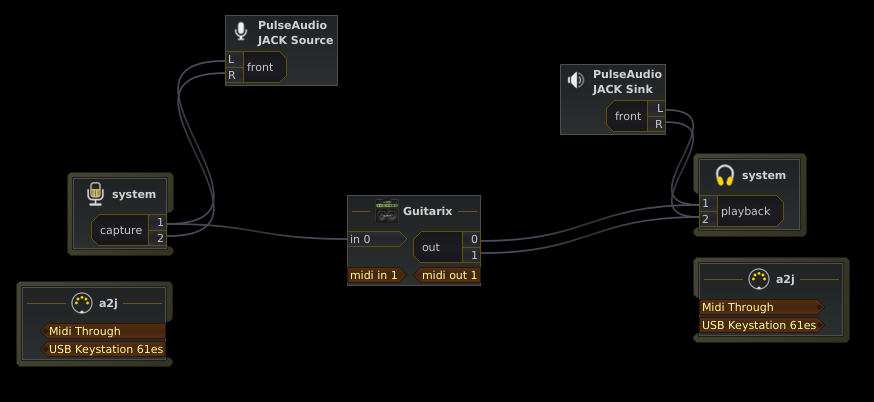 PulseAudio
JACK Source
L
front
R
PulseAudio
JACK Sink
L
front
R
system
1
capture
2
system
1
playback
2
Guitarix
in 0
out
0
1
midi in 1
midi out 1
a2j
Midi Through
USB Keystation 61es
a2j
Midi Through
USB Keystation 61es